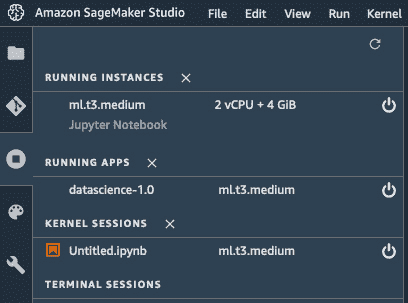 Amazon SageMaker Studio File Edit View Run Kernel
RUNNING INSTANCES
ml.t3.medium 2 vCPU + 4 GiB
Jupyter Notebook
RUNNING APPS
datascience-1.0 ml.t3.medium
KERNEL SESSIONS
Untitled.ipynb ml.t3.medium
TERMINAL SESSIONS